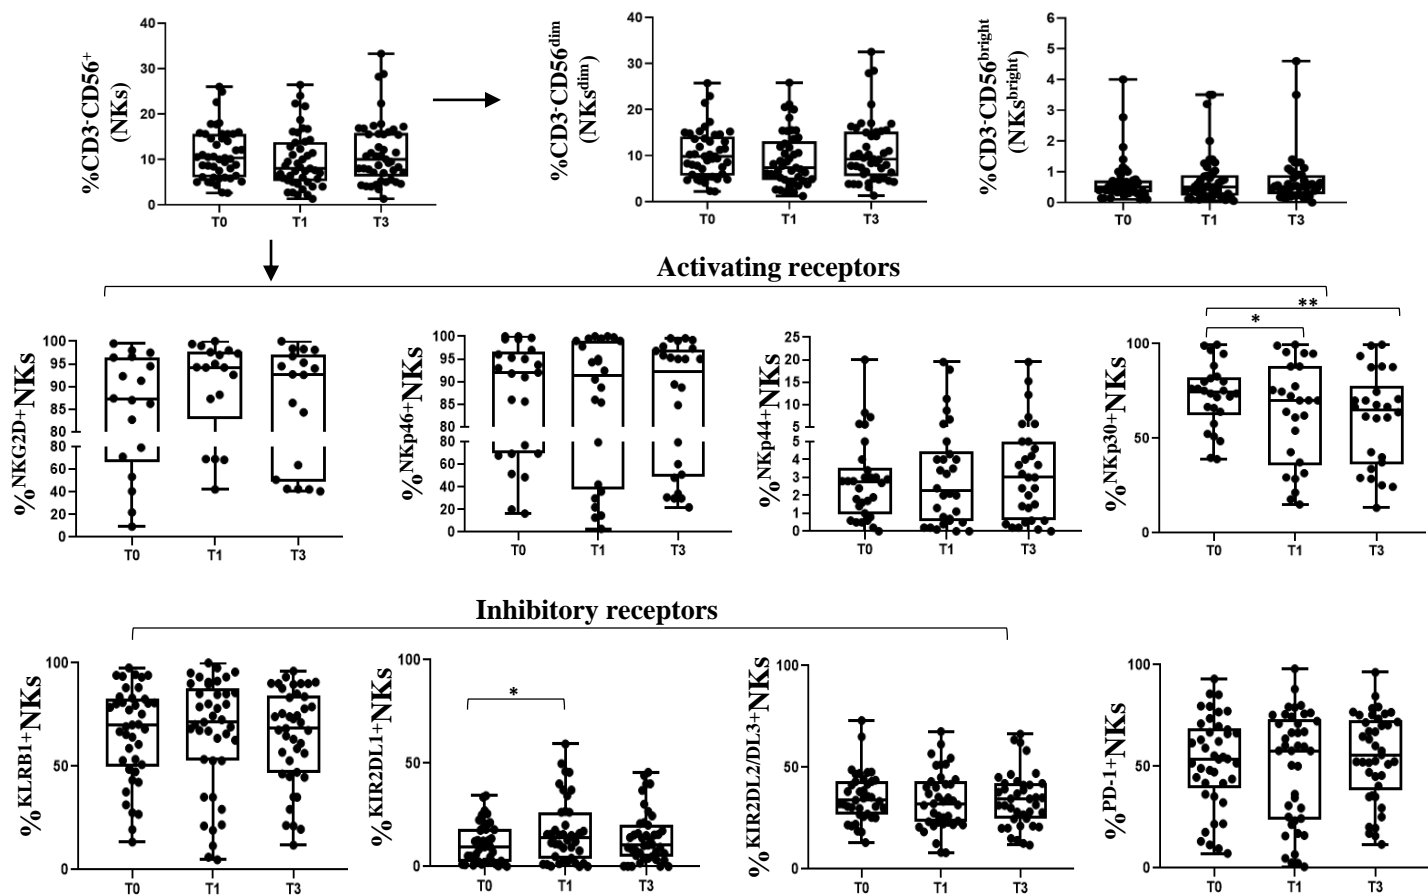 %CD3-CD56+
(NKs)
40
30
20
10
0
T0 T1 T3
%CD3-CD56dim
(NKsdim)
40
30
20
10
0
T0 T1 T3
%CD3-CD56bright
(NKsbright)
6
5
4
3
2
1
0
T0 T1 T3
Activating receptors
%NKG2D+NKs
100
95
90
85
80
80
60
40
20
0
T0 T1 T3
%NKp46+NKs
100
95
90
85
80
80
60
40
20
0
T0 T1 T3
%NKp44+NKs
25
20
15
10
5
5
4
3
2
1
0
T0 T1 T3
%NKp30+NKs
**
*
100
50
0
T0 T1 T3
Inhibitory receptors
%KLRB1+NKs
100
50
0
T0 T1 T3
%KIR2DL1+NKs
*
100
50
0
T0 T1 T3
%KIR2DL2/DL3+NKs
100
50
0
T0 T1 T3
%PD-1+NKs
100
50
0
T0 T1 T3